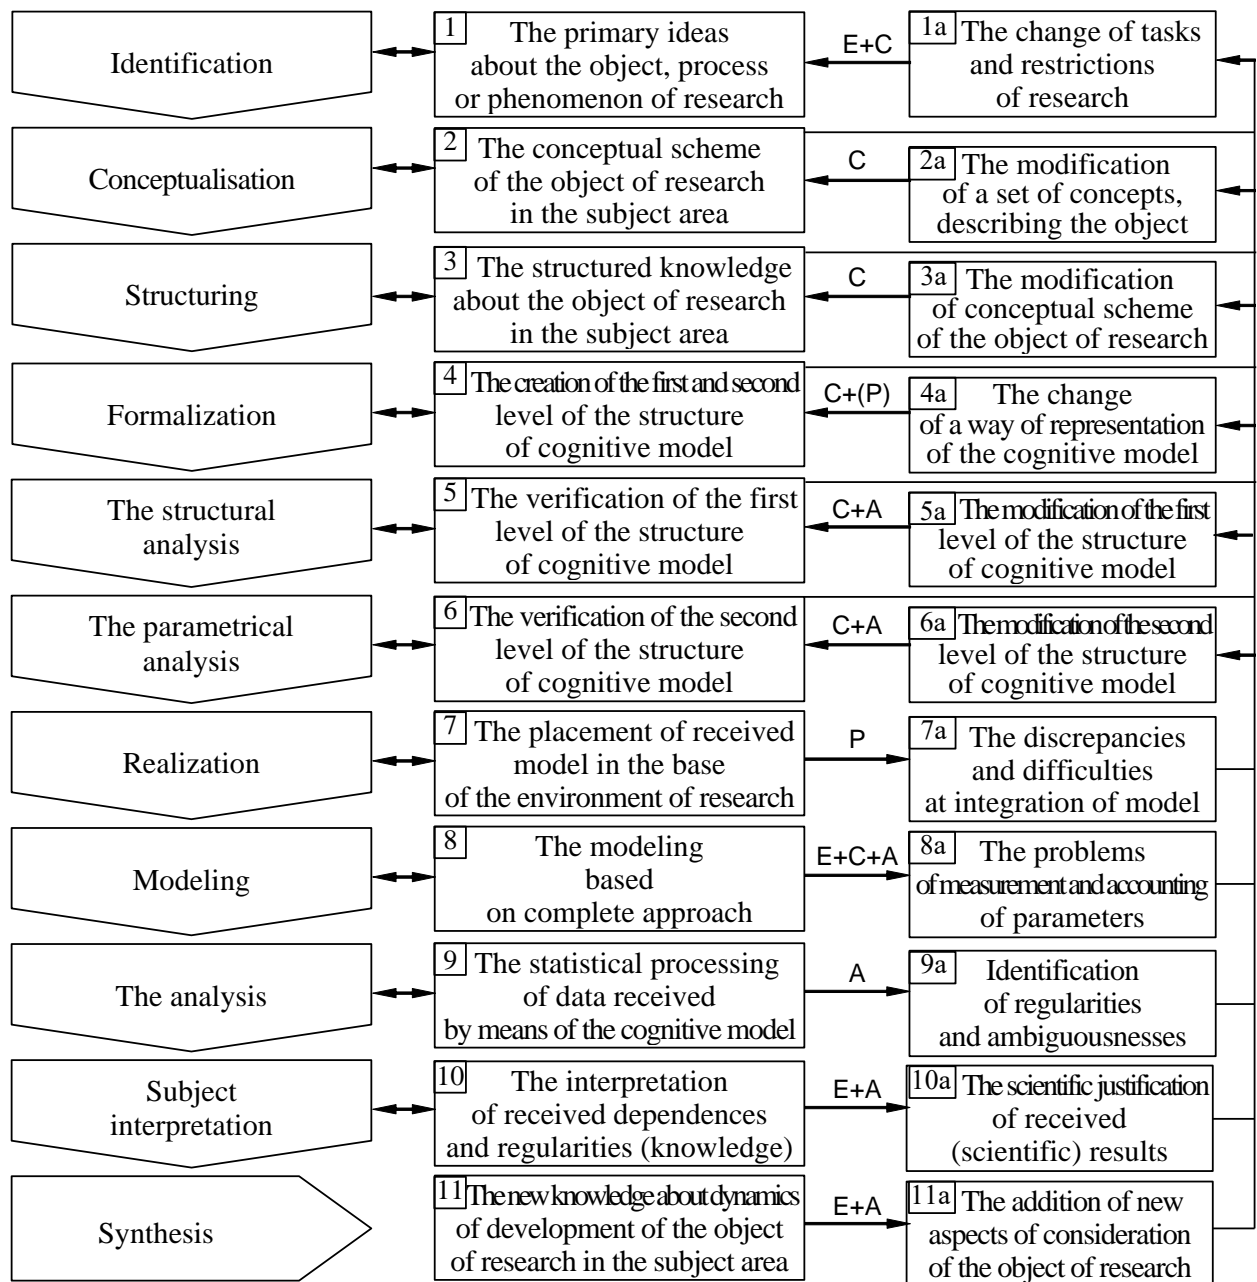 Identification
1
The primary ideas
about the object, process
or phenomenon of research
E+C
1a
The change of tasks
and restrictions
of research
Conceptualisation
2
The conceptual scheme
of the object of research
in the subject area
C
2a
The modification
of a set of concepts,
describing the object
Structuring
3
The structured knowledge
about the object of research
in the subject area
C
3a
The modification
of conceptual scheme
of the object of research
Formalization
4
The creation of the first and second
level of the structure
of cognitive model
C+(P)
4a
The change
of a way of representation
of the cognitive model
The structural
analysis
5
The verification of the first
level of the structure
of cognitive model
C+A
5a
The modification of the first
level of the structure
of cognitive model
The parametrical
analysis
6
The verification of the second
level of the structure
of cognitive model
C+A
6a
The modification of the second
level of the structure
of cognitive model
Realization
7
The placement of received
model in the base
of the environment of research
P
7a
The discrepancies
and difficulties
at integration of model
Modeling
8
The modeling
based
on complete approach
E+C+A
8a
The problems
of measurement and accounting
of parameters
The analysis
9
The statistical processing
of data received
by means of the cognitive model
A
9a
Identification
of regularities
and ambiguousnesses
Subject
interpretation
10
The interpretation
of received dependences
and regularities (knowledge)
E+A
10a
The scientific justification
of received
(scientific) results
Synthesis
11
The new knowledge about dynamics
of development of the object
of research in the subject area
E+A
11a
The addition of new
aspects of consideration
of the object of research